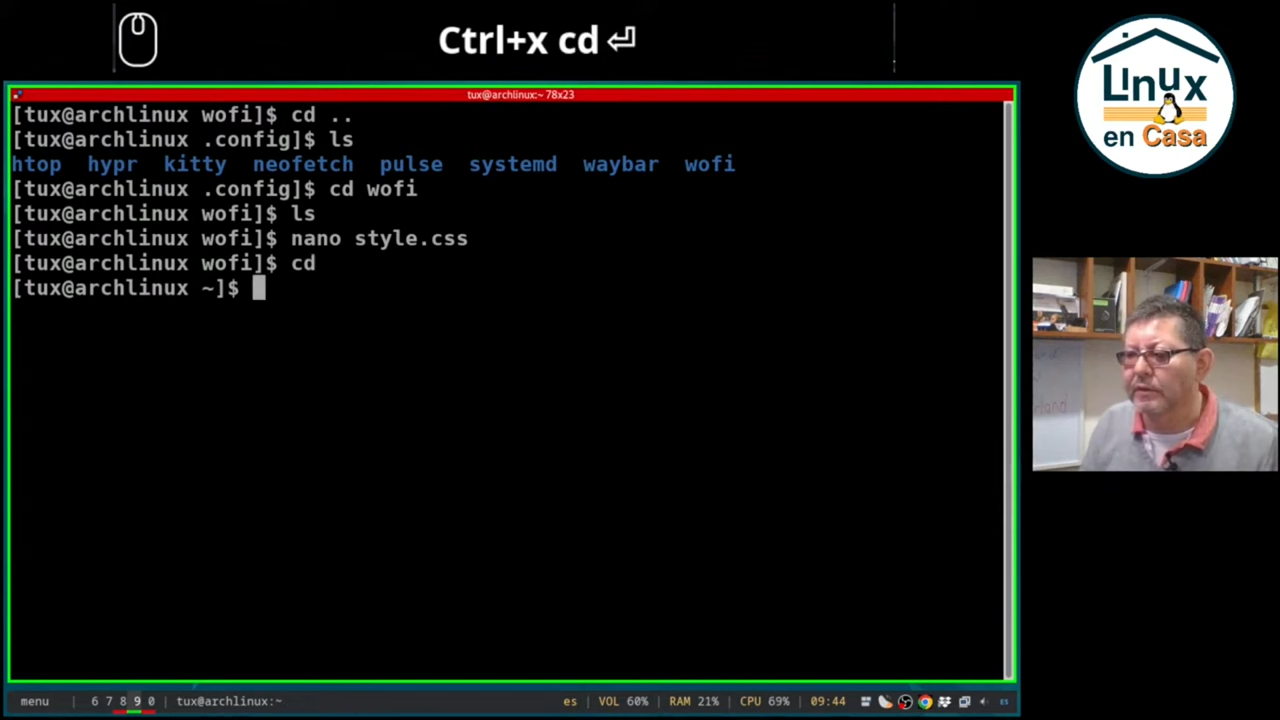 Ctrl+x cd ⏎
Linux
en Casa
tux@archlinux:~ 78x23
[tux@archlinux wofi]$ cd ..
[tux@archlinux .config]$ ls
htop hypr kitty neofetch pulse systemd waybar wofi
[tux@archlinux .config]$ cd wofi
[tux@archlinux wofi]$ ls
[tux@archlinux wofi]$ nano style.css
[tux@archlinux wofi]$ cd
[tux@archlinux ~]$
menu | 6 7 8 9 0 | tux@archlinux:~ es | VOL 60% | RAM 21% | CPU 69% | 09:44 ES